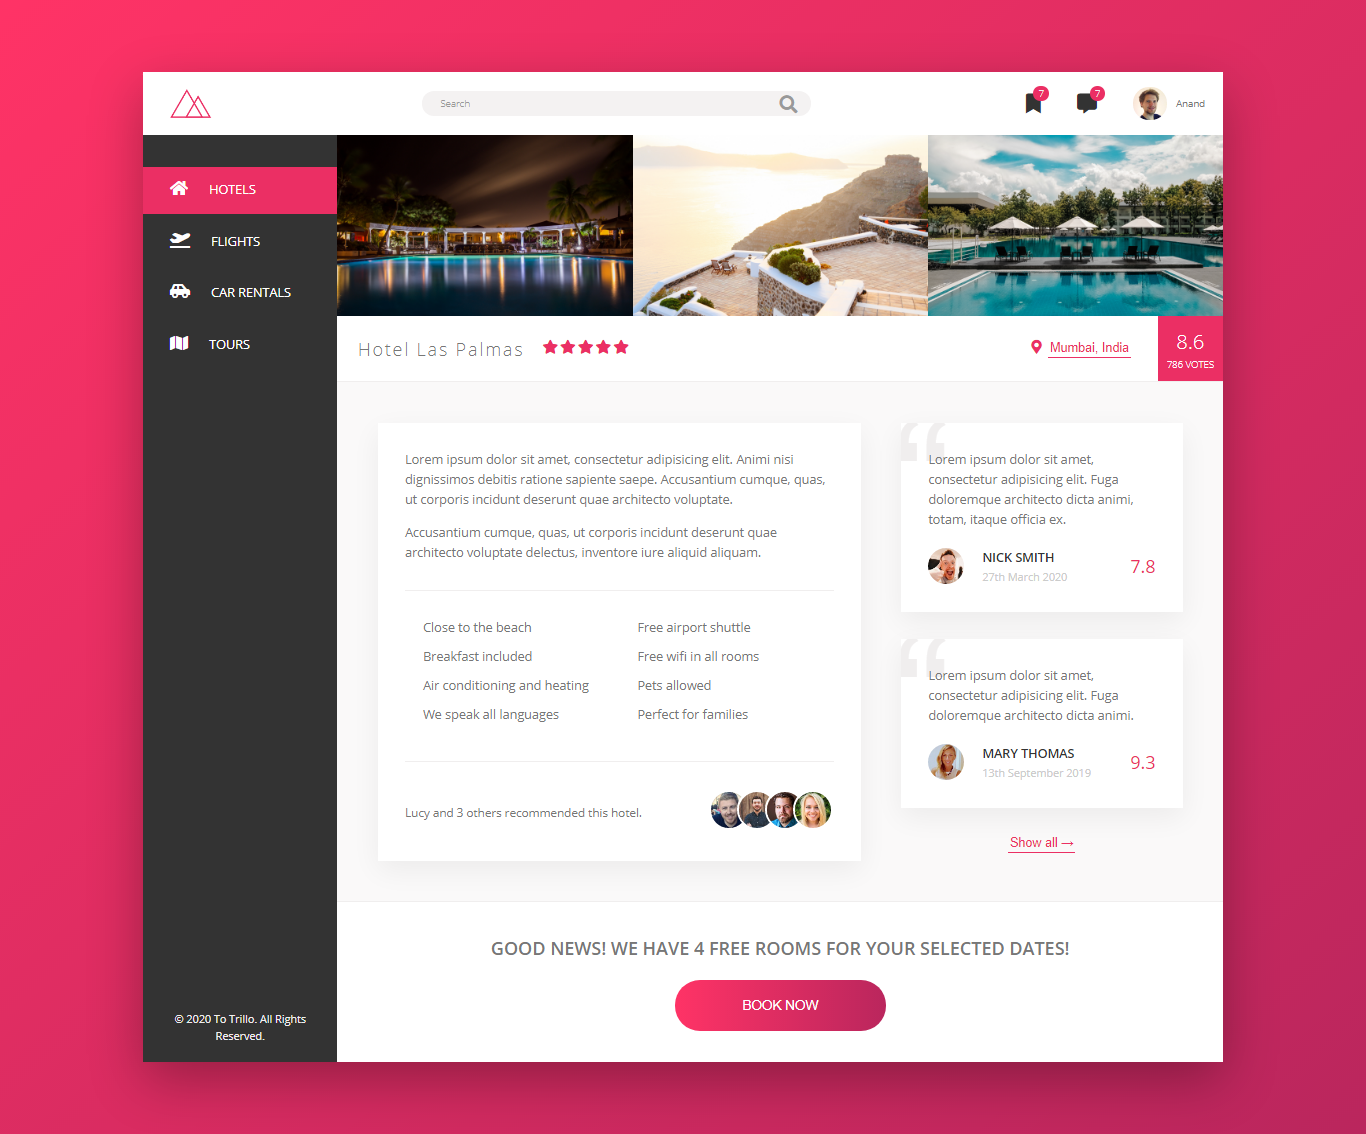 Search
7
7
Anand
HOTELS
FLIGHTS
CAR RENTALS
TOURS
Hotel Las Palmas
Mumbai, India
8.6
786 VOTES
Lorem ipsum dolor sit amet, consectetur adipisicing elit. Animi nisi
dignissimos debitis ratione sapiente saepe. Accusantium cumque, quas,
ut corporis incidunt deserunt quae architecto voluptate.
Accusantium cumque, quas, ut corporis incidunt deserunt quae
architecto voluptate delectus, inventore iure aliquid aliquam.
Close to the beach
Free airport shuttle
Breakfast included
Free wifi in all rooms
Air conditioning and heating
Pets allowed
We speak all languages
Perfect for families
Lucy and 3 others recommended this hotel.
“
Lorem ipsum dolor sit amet,
consectetur adipisicing elit. Fuga
doloremque architecto dicta animi,
totam, itaque officia ex.
NICK SMITH
27th March 2020
7.8
“
Lorem ipsum dolor sit amet,
consectetur adipisicing elit. Fuga
doloremque architecto dicta animi.
MARY THOMAS
13th September 2019
9.3
Show all →
GOOD NEWS! WE HAVE 4 FREE ROOMS FOR YOUR SELECTED DATES!
BOOK NOW
© 2020 To Trillo. All Rights
Reserved.